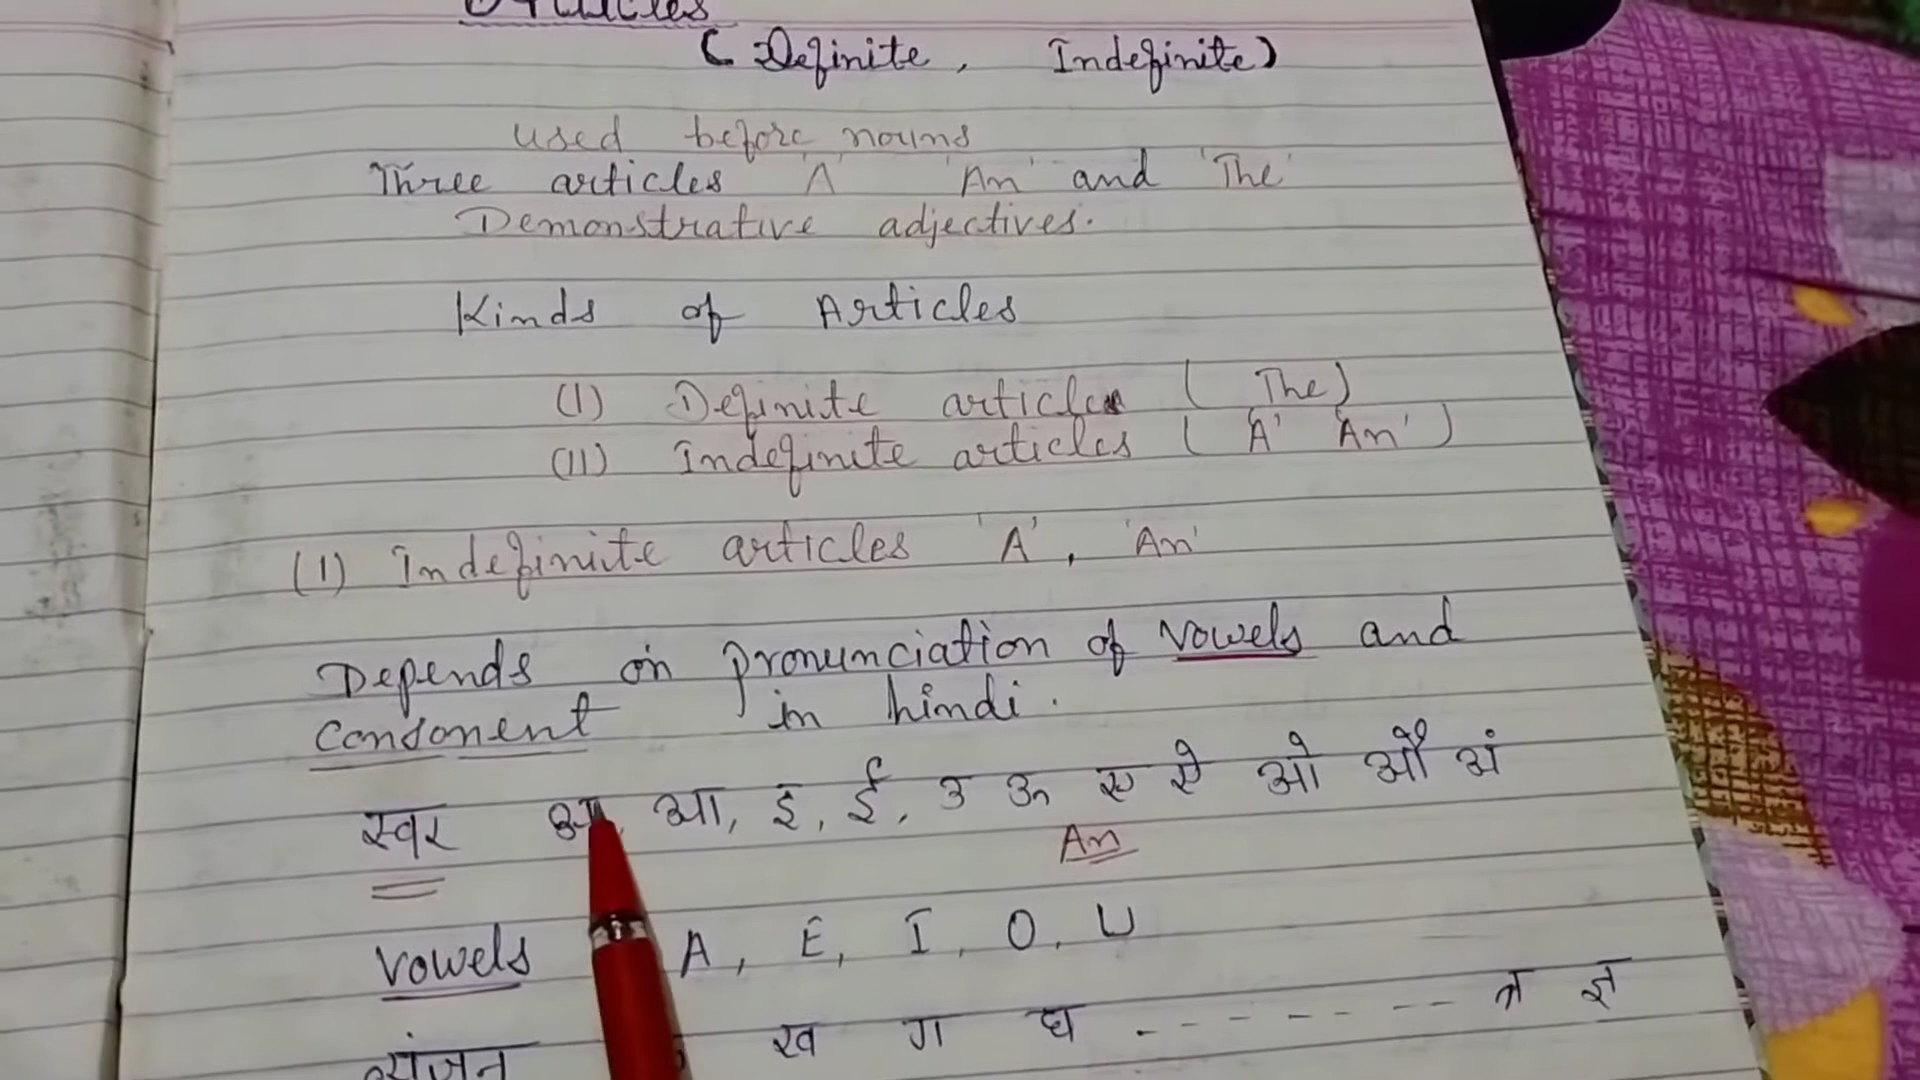 Articles
(Definite, Indefinite)
used before nouns
Three articles 'A' 'An' and 'The'
Demonstrative adjectives.
Kinds of Articles
(I) Definite article (The)
(II) Indefinite articles ('A' 'An')
(1) Indefinite articles 'A', 'An'
Depends on pronunciation of vowels and
consonent in hindi.
स्वर अ, आ, इ, ई, उ ऊ ए ऐ ओ औ अं
An
vowels A, E, I, O, U
व्यंजन ख ग घ ------- त्र ज्ञ